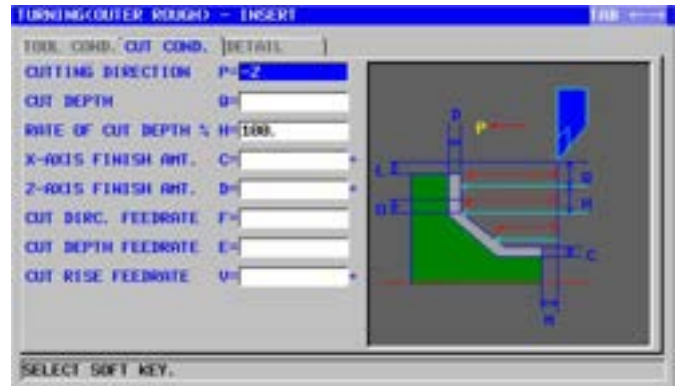 TURNING(OUTER ROUGH) - INSERT TAB ←→
TOOL COND. CUT COND. DETAIL
CUTTING DIRECTION P=-Z
CUT DEPTH Q=
RATE OF CUT DEPTH % H=100.
X-AXIS FINISH AMT. C= *
Z-AXIS FINISH AMT. D= *
CUT DIRC. FEEDRATE F=
CUT DEPTH FEEDRATE E=
CUT RISE FEEDRATE V= *
D
P
L
Q
H
C
M
SELECT SOFT KEY.